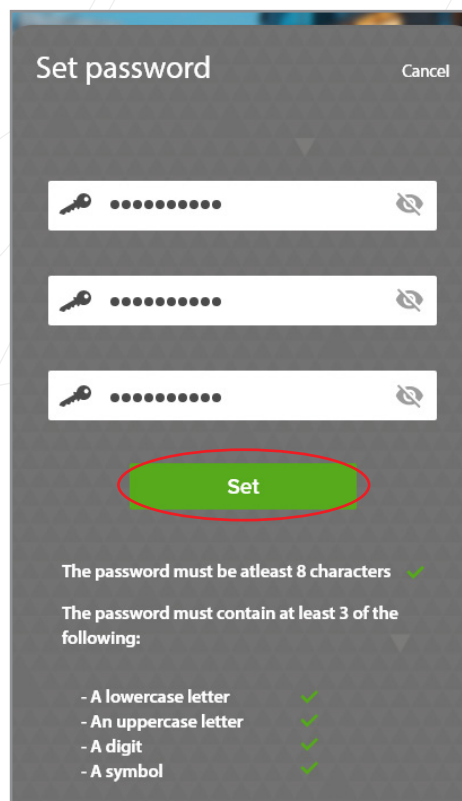 Set password
Cancel
••••••••••
••••••••••
••••••••••
Set
The password must be atleast 8 characters
The password must contain at least 3 of the
following:
- A lowercase letter
- An uppercase letter
- A digit
- A symbol